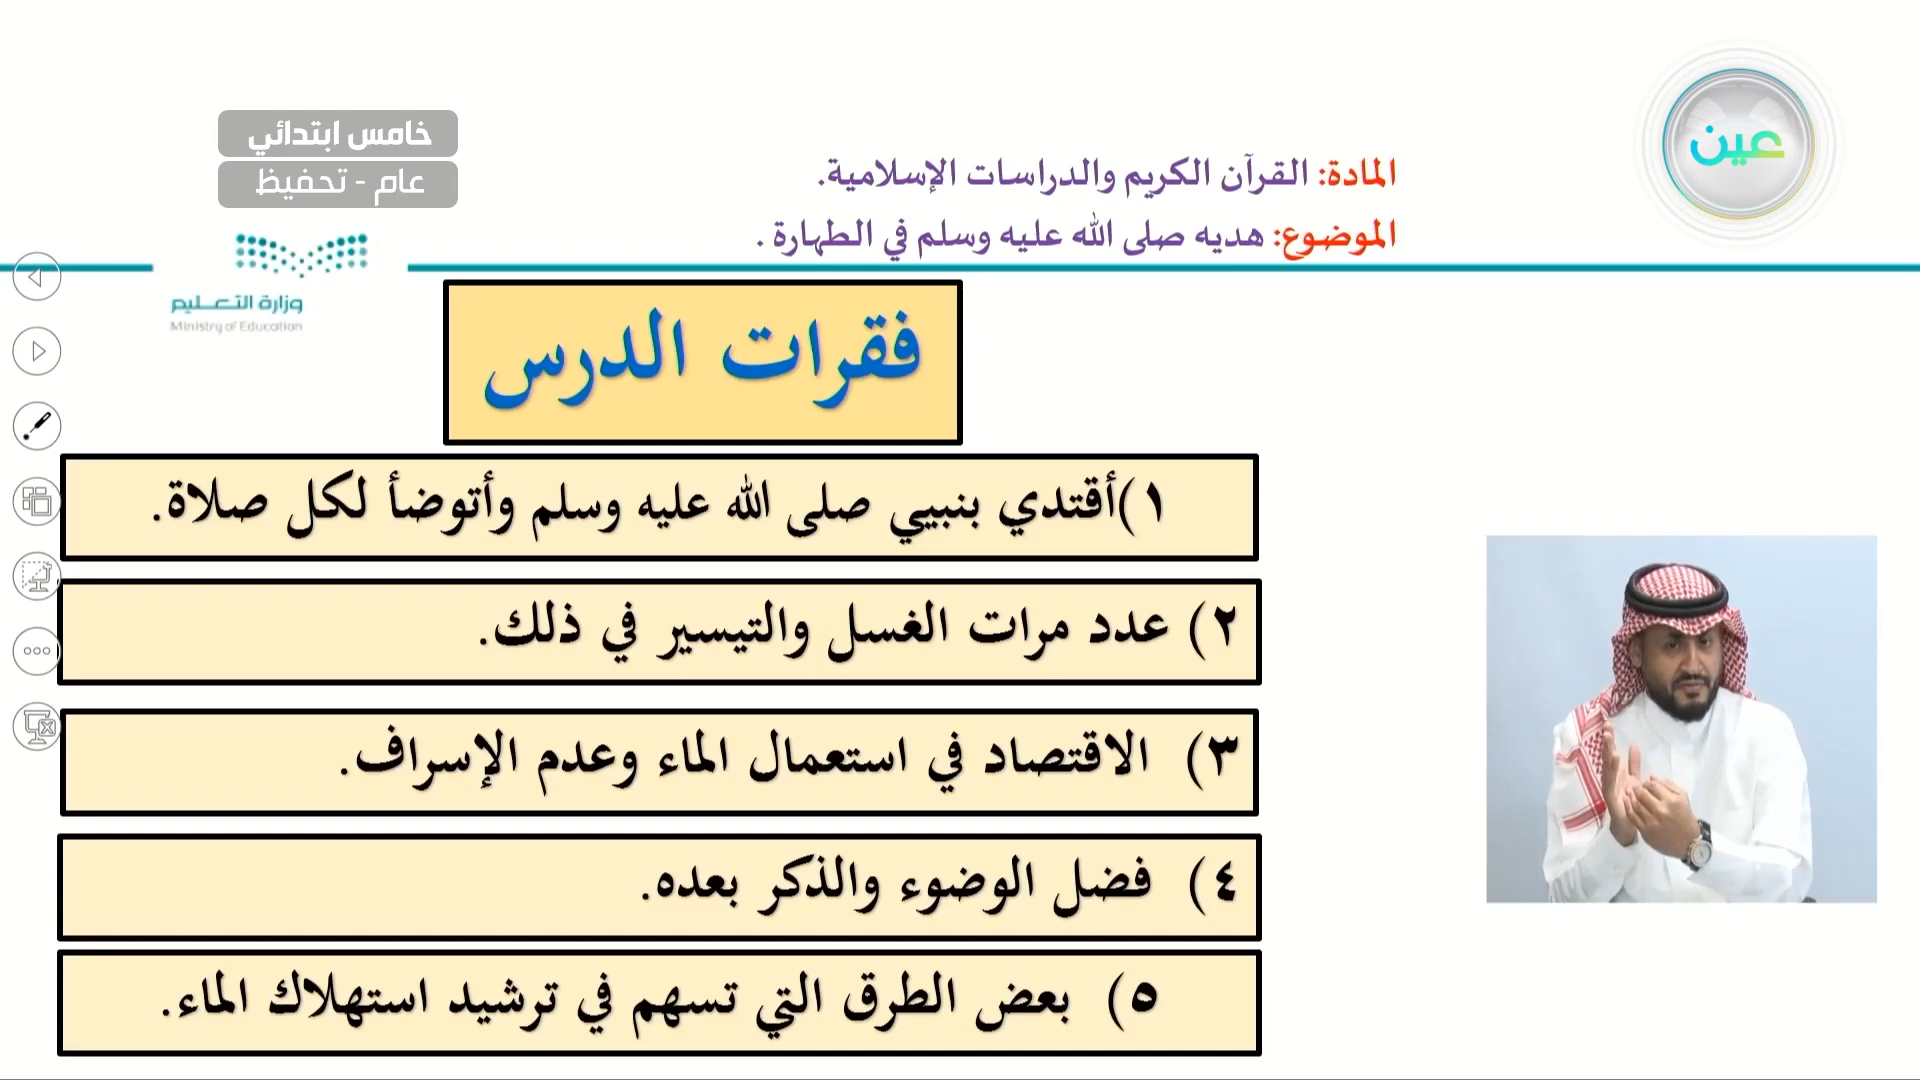 عين
خامس ابتدائي
عام - تحفيظ
المادة: القرآن الكريم والدراسات الإسلامية.
الموضوع: هديه صلى الله عليه وسلم في الطهارة .
وزارة التعليم
Ministry of Education
فقرات الدرس
١)أقتدي بنبيي صلى الله عليه وسلم وأتوضأ لكل صلاة.
٢) عدد مرات الغسل والتيسير في ذلك.
٣) الاقتصاد في استعمال الماء وعدم الإسراف.
٤) فضل الوضوء والذكر بعده.
٥) بعض الطرق التي تسهم في ترشيد استهلاك الماء.